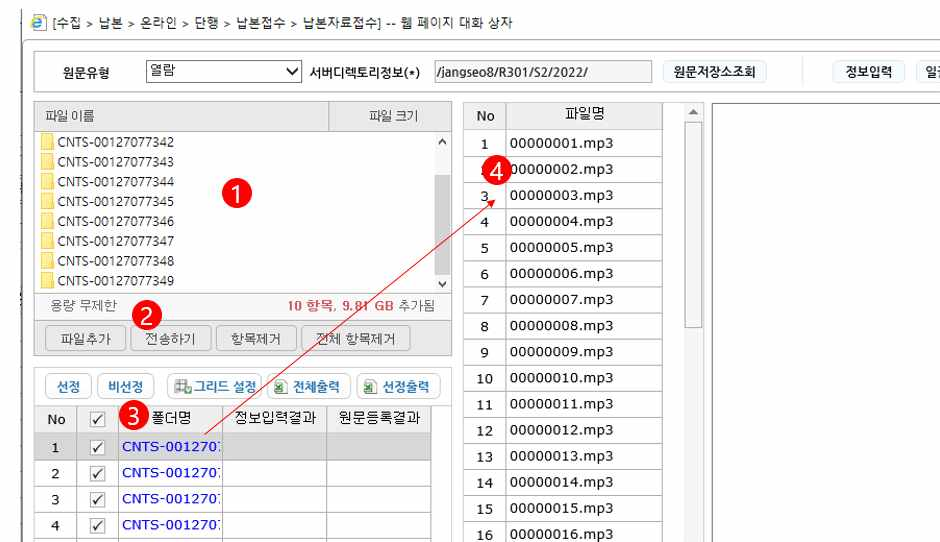 [수집 > 납본 > 온라인 > 단행 > 납본접수 > 납본자료접수] -- 웹 페이지 대화 상자
원문유형 열람 서버디렉토리정보(*) /jangseo8/R301/S2/2022/ 원문저장소조회 정보입력
파일 이름 파일 크기
CNTS-00127077342
CNTS-00127077343
CNTS-00127077344
CNTS-00127077345
CNTS-00127077346
CNTS-00127077347
CNTS-00127077348
CNTS-00127077349
1
용량 무제한 10 항목, 9.81 GB 추가됨
2
파일추가 전송하기 항목제거 전체 항목제거
선정 비선정 그리드 설정 전체출력 선정출력
3
No 폴더명 정보입력결과 원문등록결과
1 CNTS-001270
2 CNTS-001270
3 CNTS-001270
4 CNTS-001270
No 파일명
1 00000001.mp3
4
00000002.mp3
3 00000003.mp3
4 00000004.mp3
5 00000005.mp3
6 00000006.mp3
7 00000007.mp3
8 00000008.mp3
9 00000009.mp3
10 00000010.mp3
11 00000011.mp3
12 00000012.mp3
13 00000013.mp3
14 00000014.mp3
15 00000015.mp3
16 00000016.mp3